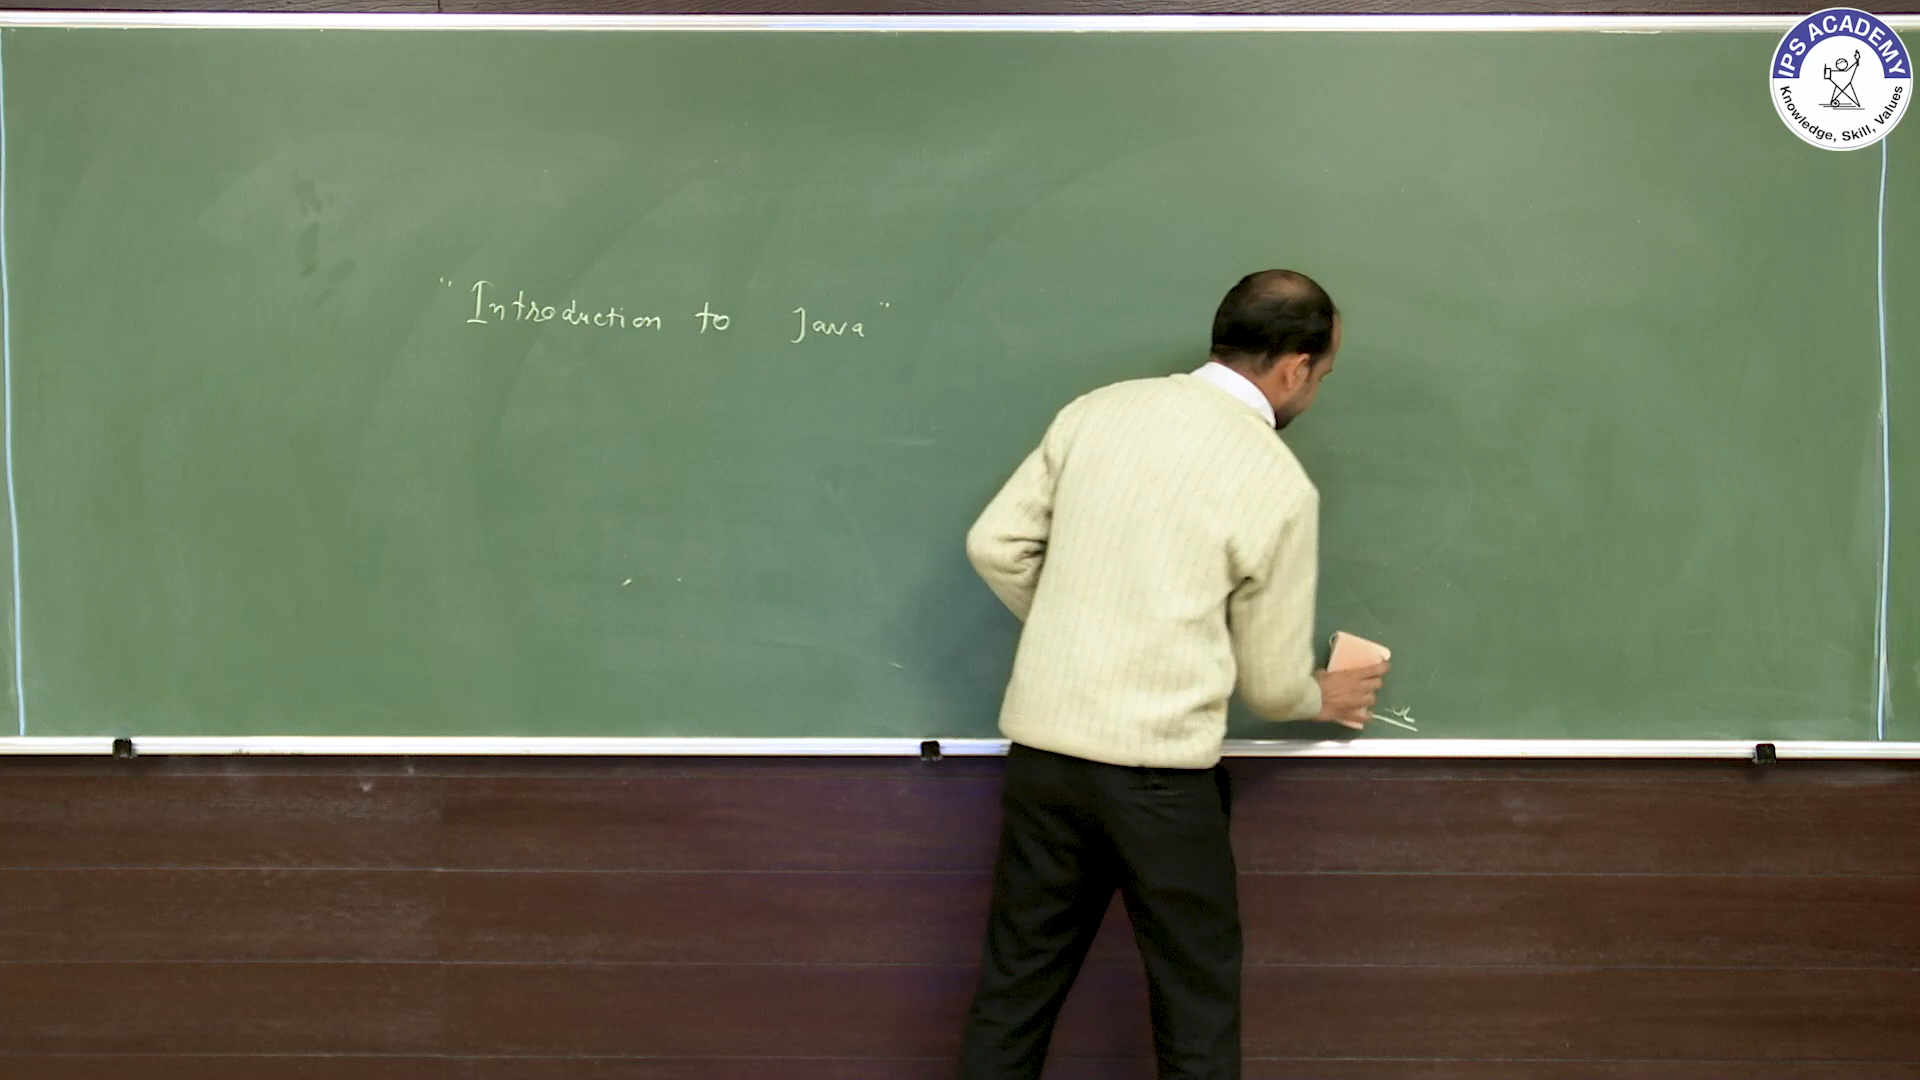 IPS ACADEMY
Knowledge, Skill, Values
"Introduction to Java"